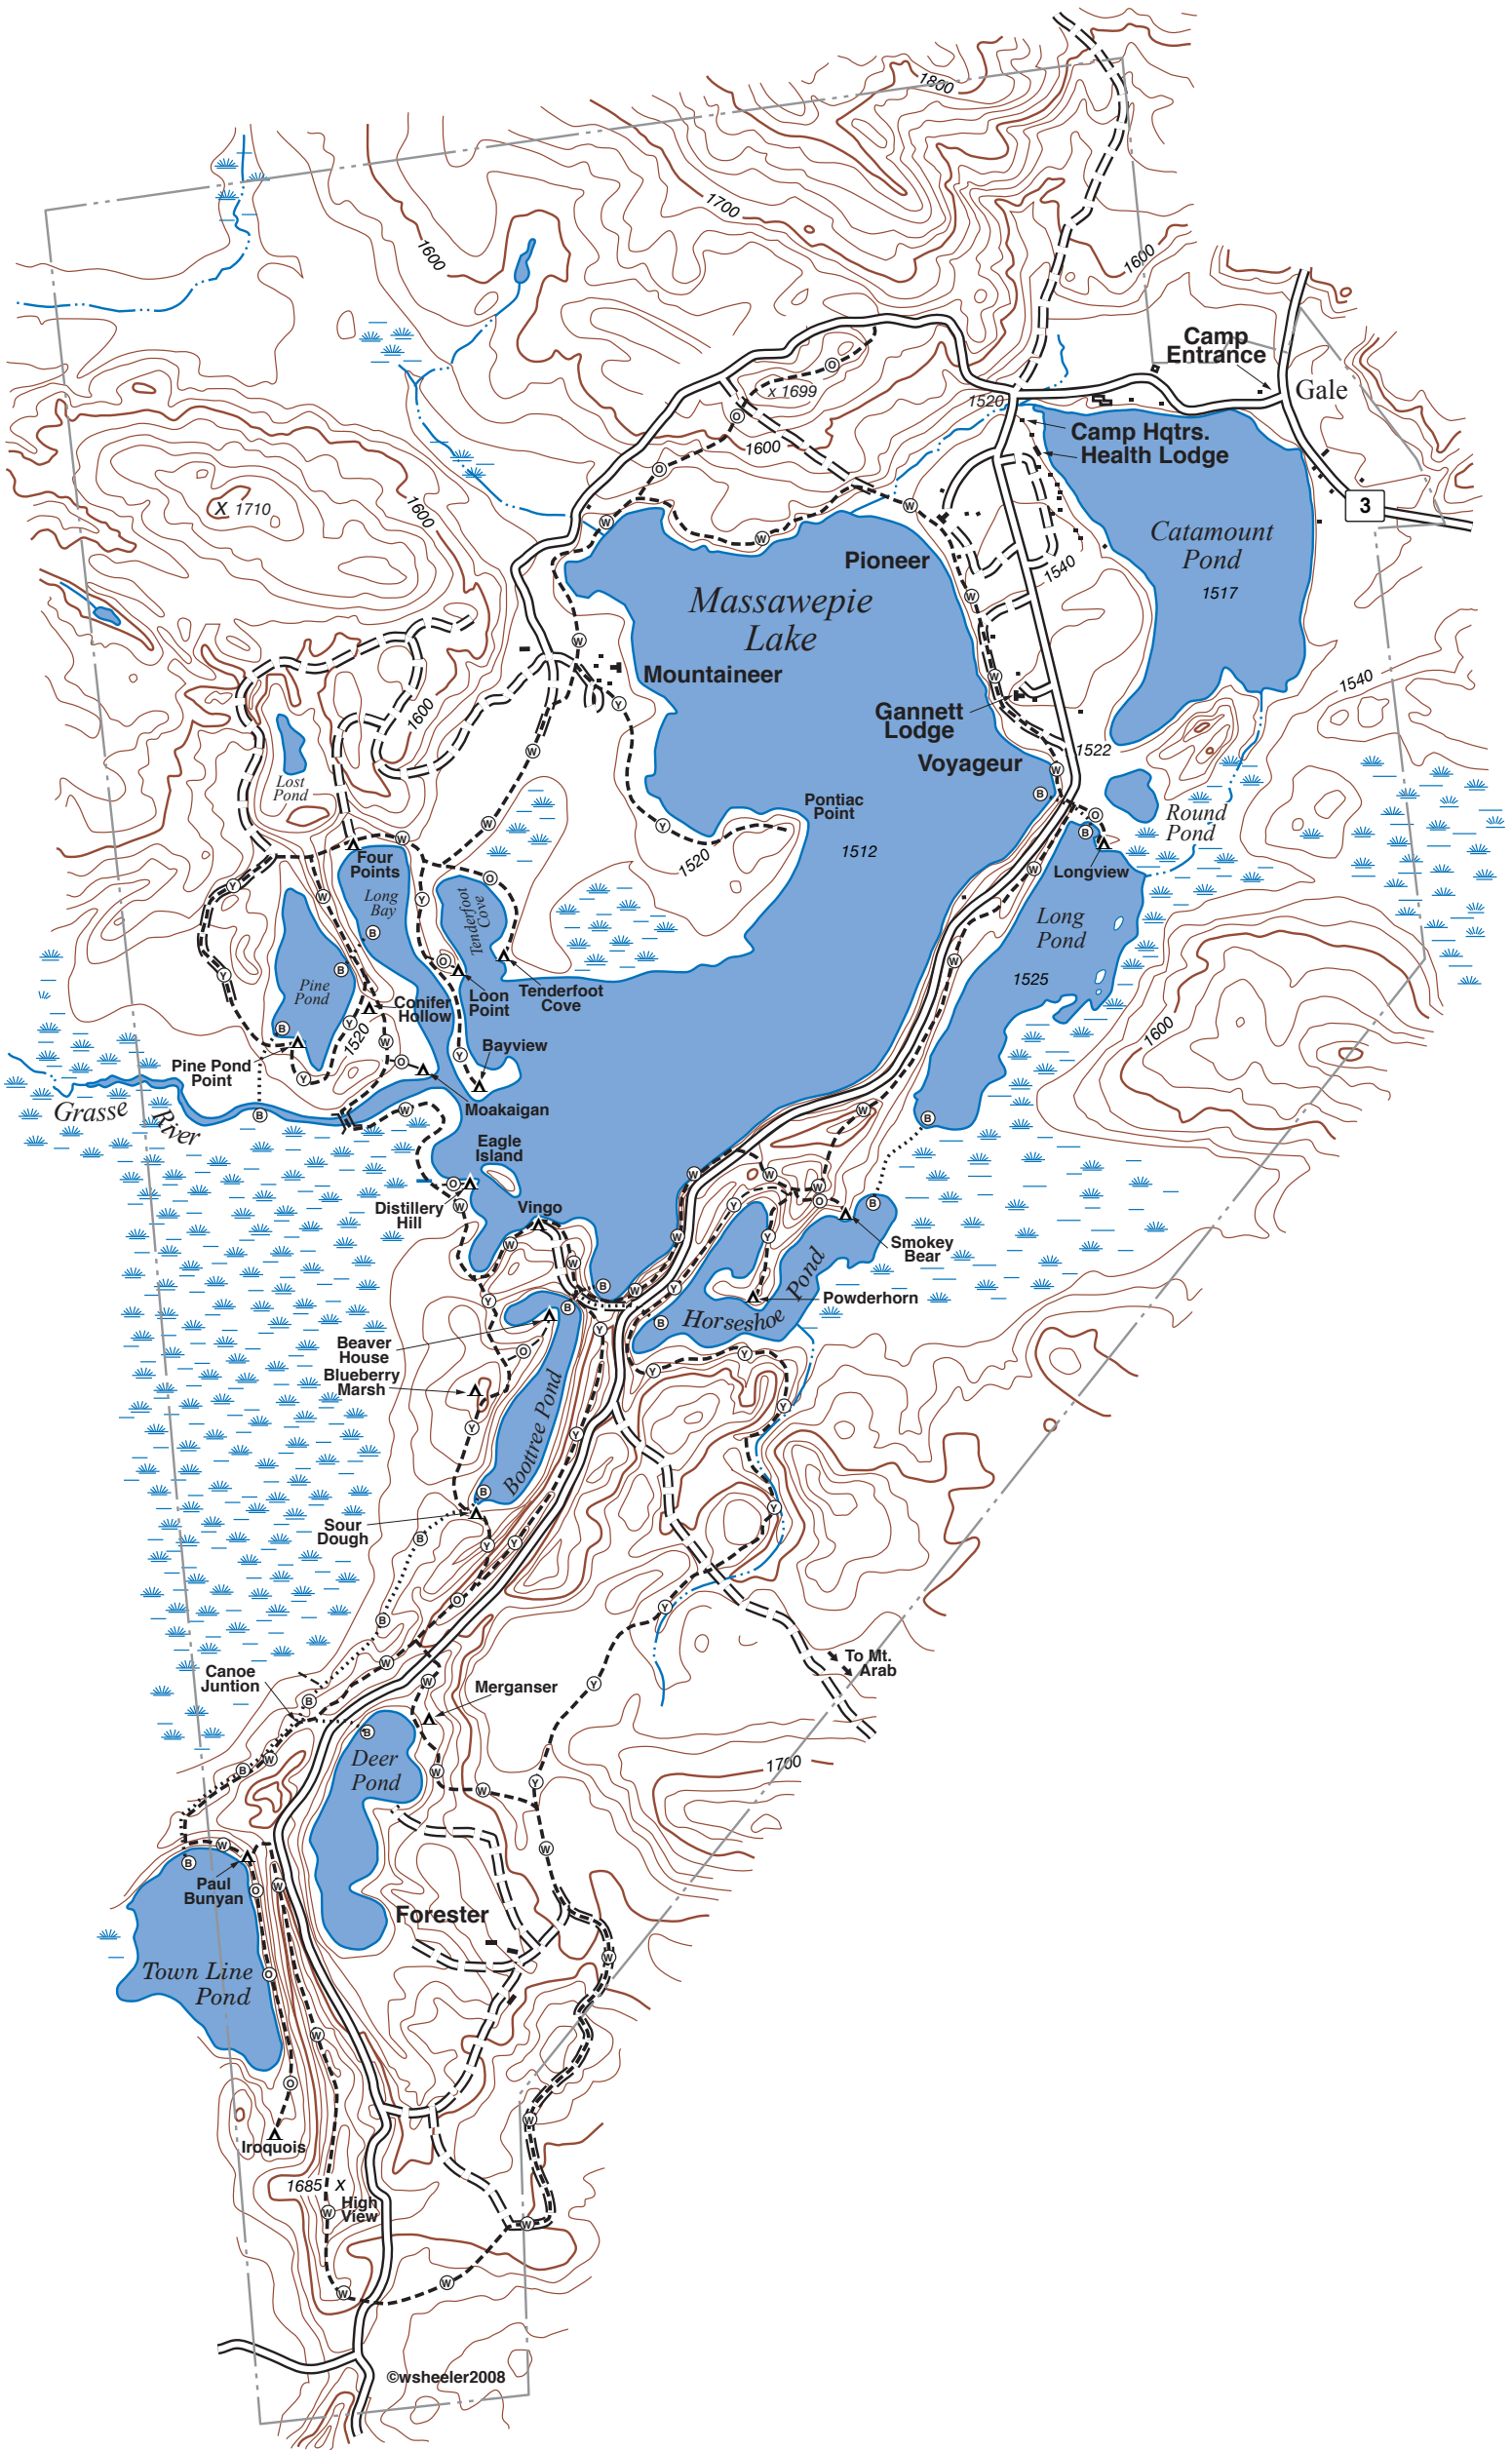 1800
1700
1600
1600
Camp
Entrance
Gale
x 1699
1520
Camp Hqtrs.
Health Lodge
1600
X 1710
1600
3
Catamount
Pond
1517
Pioneer
1540
Massawepie
Lake
Mountaineer
1540
1600
Gannett
Lodge
1522
Voyageur
Lost
Pond
Pontiac
Point
Round
Pond
1512
1520
Four
Points
Longview
Long
Bay
Tenderfoot
Cove
Long
Pond
1525
Pine
Pond
Conifer
Hollow
Loon
Point
Tenderfoot
Cove
1520
1600
Bayview
Pine Pond
Point
Moakaigan
Grasse
River
Eagle
Island
Distillery
Hill
Vingo
Smokey
Bear
Powderhorn
Horseshoe Pond
Beaver
House
Blueberry
Marsh
Boottree Pond
Sour
Dough
To Mt.
Arab
Canoe
Juntion
Merganser
Deer
Pond
1700
Paul
Bunyan
Forester
Town Line
Pond
Iroquois
1685 X
High
View
©wsheeler2008